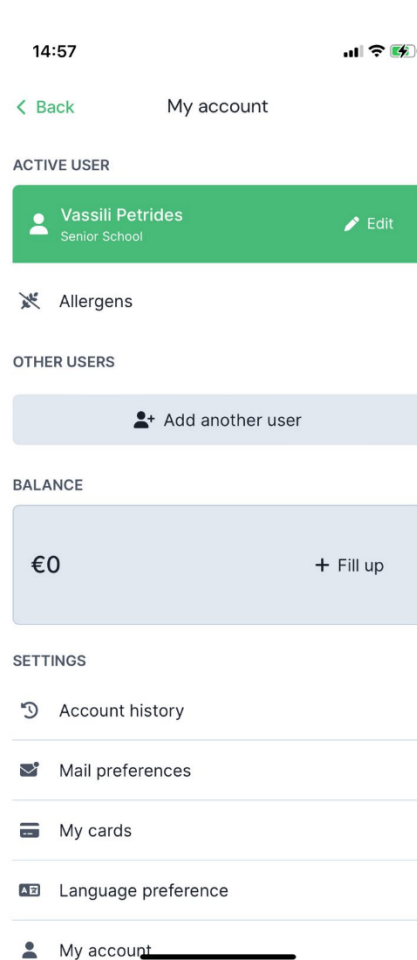 14:57
Back
My account
ACTIVE USER
Vassili Petrides
Senior School
Edit
Allergens
OTHER USERS
Add another user
BALANCE
€0
+ Fill up
SETTINGS
Account history
Mail preferences
My cards
Language preference
My account